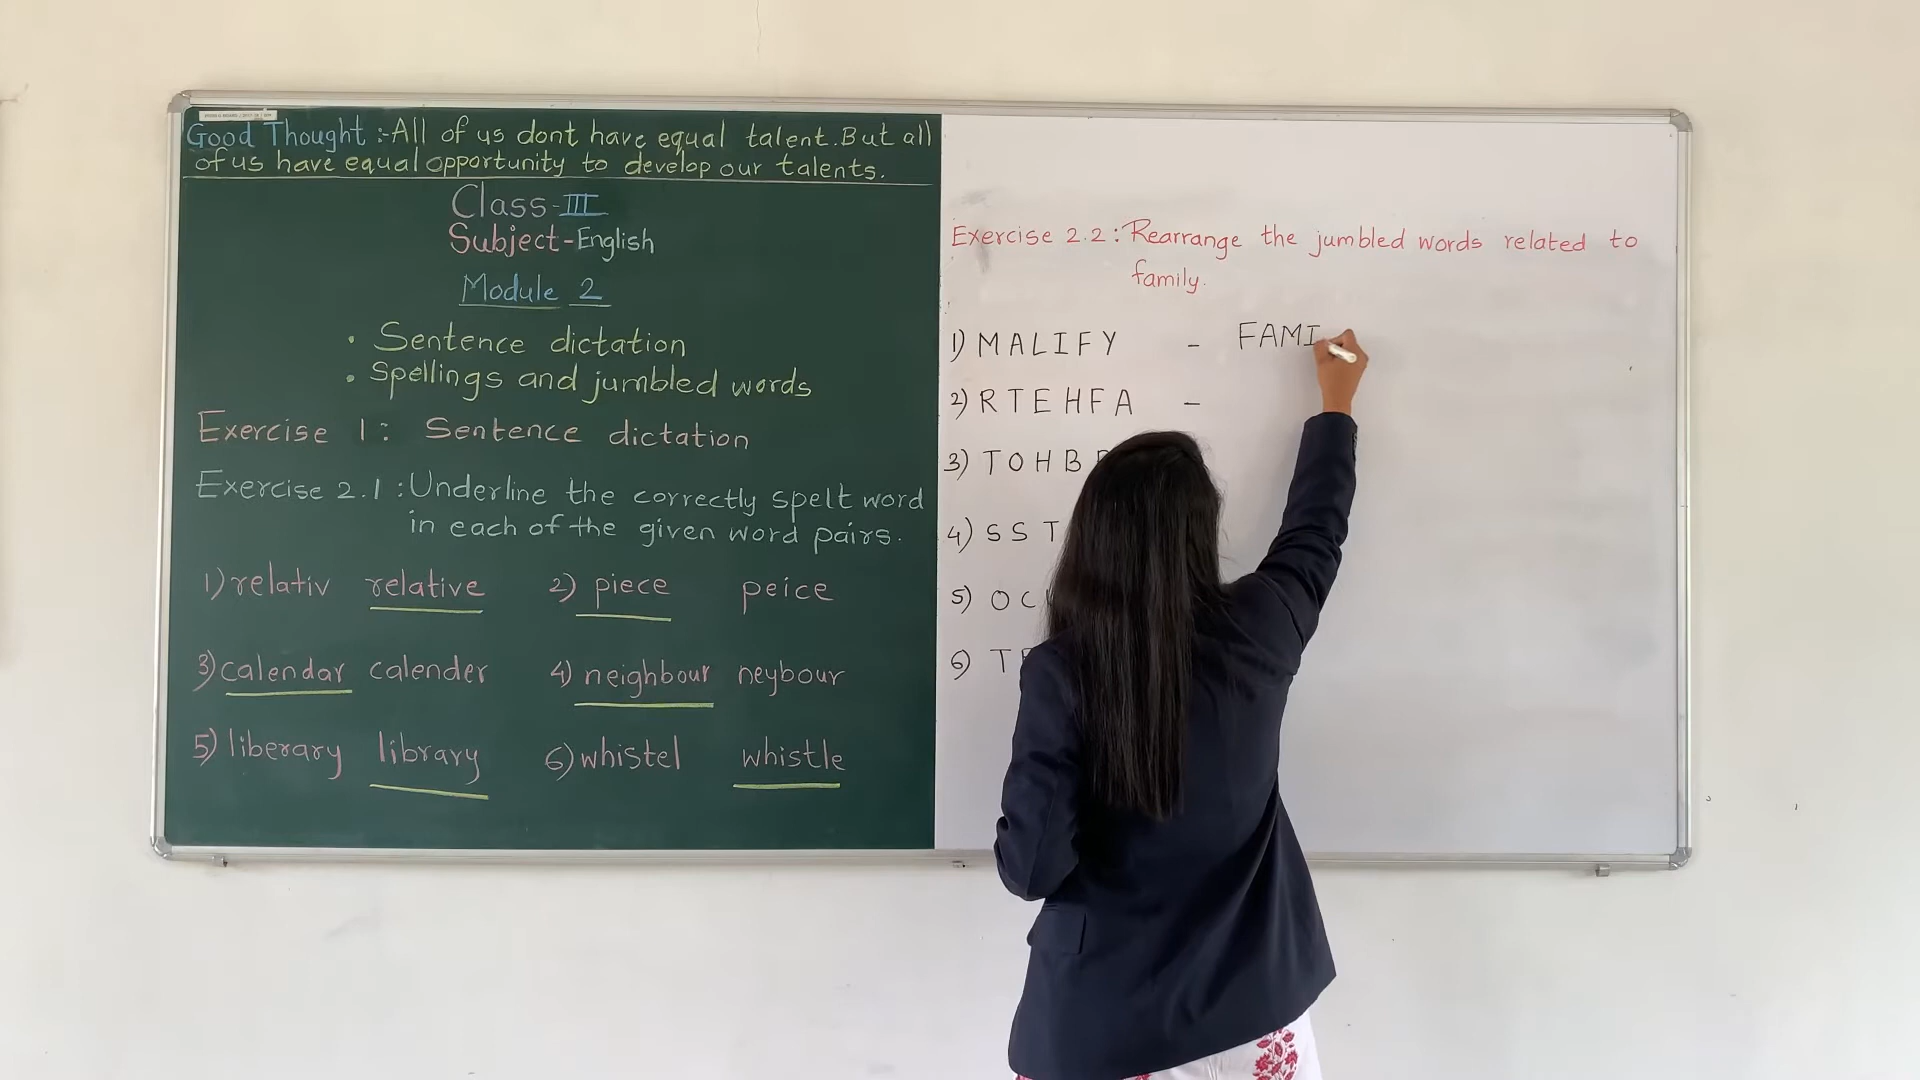 Good Thought :- All of us dont have equal talent. But all
of us have equal opportunity to develop our talents.
Class-III
Subject-English
Module 2
• Sentence dictation
• Spellings and jumbled words
Exercise 1 : Sentence dictation
Exercise 2.1 : Underline the correctly spelt word
in each of the given word pairs.
1) relativ relative 2) piece peice
3) calendar calender 4) neighbour neybour
5) liberary library 6) whistel whistle
Exercise 2.2 : Rearrange the jumbled words related to
family.
1) MALIFY - FAMI
2) RTEHFA -
3) TOHB
4) SST
5) OC
6) T